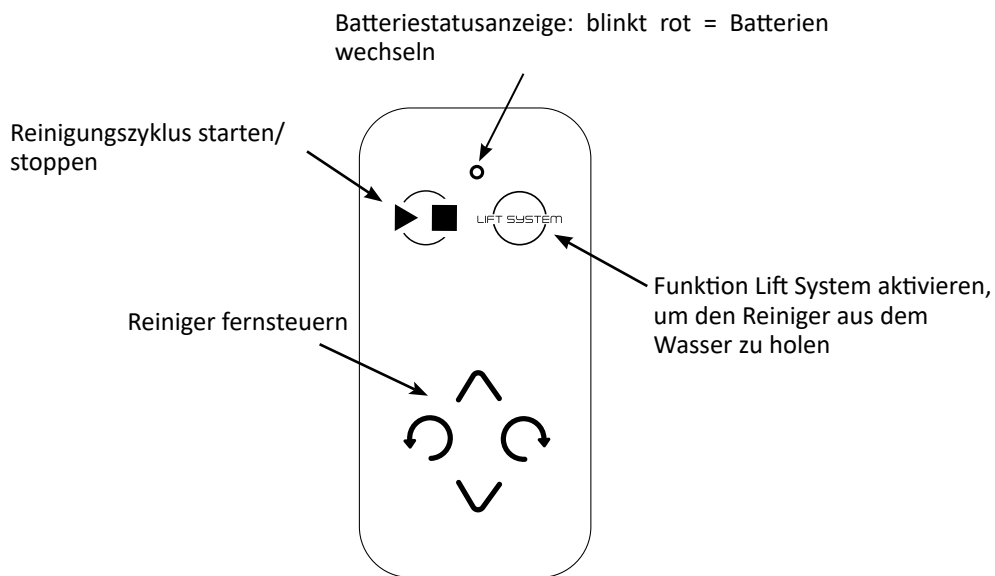 Batteriestatusanzeige: blinkt rot = Batterien
wechseln
Reinigungszyklus starten/
stoppen
LIFT SYSTEM
Funktion Lift System aktivieren,
um den Reiniger aus dem
Wasser zu holen
Reiniger fernsteuern